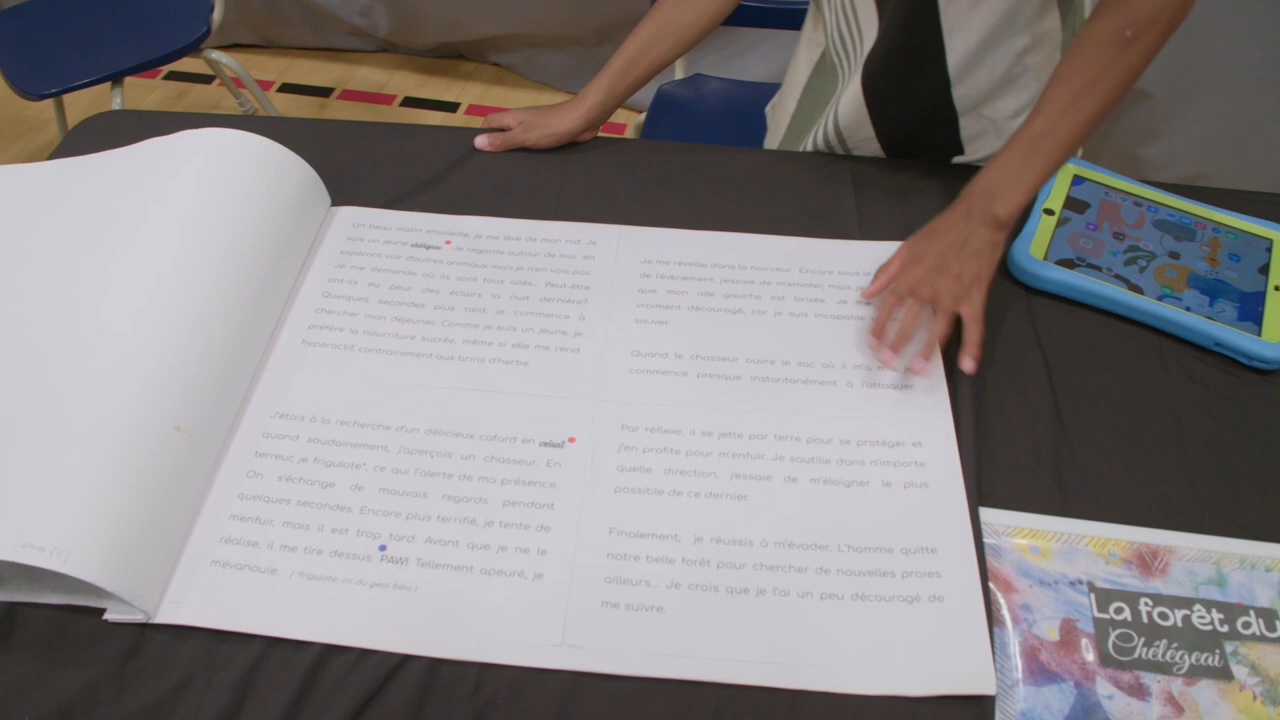 Un beau matin ensoleillé, je me lève de mon nid. Je
suis un jeune chélégeai. Je regarde autour de moi en
espérant voir d'autres animaux mais je n'en vois pas.
Je me demande où ils sont tous allés... Peut-être
ont-ils eu peur des éclairs la nuit dernière?
Quelques secondes plus tard, je commence à
chercher mon déjeuner. Comme je suis un jeune, je
préfère la nourriture sucrée, même si elle me rend
hyperactif, contrairement aux brins d'herbe.
J'étais à la recherche d'un délicieux cafard en
quand soudainement, j'aperçois un chasseur. En
terreur, je frigulote*, ce qui l'alerte de ma présence.
On s'échange de mauvais regards pendant
quelques secondes. Encore plus terrifié, je tente de
m'enfuir, mais il est trop tard. Avant que je ne le
réalise, il me tire dessus. PAW! Tellement apeuré, je
m'évanouie. (*frigulote: cri du geai bleu)
Je me réveille dans la noirceur. Encore sous le
de l'évènement, j'essaie de m'envoler, mais je
que mon aile gauche est brisée. Je me
vraiment découragé, car je suis incapable
sauver.
Quand le chasseur ouvre le sac où il m'a
commence presque instantanément à l'attaquer.
Par réflexe, il se jette par terre pour se protéger et
j'en profite pour m'enfuir. Je sautille dans n'importe
quelle direction, j'essaie de m'éloigner le plus
possible de ce dernier.
Finalement, je réussis à m'évader. L'homme quitte
notre belle forêt pour chercher de nouvelles proies
ailleurs... Je crois que je l'ai un peu découragé de
me suivre.
La forêt du
Chélégeai